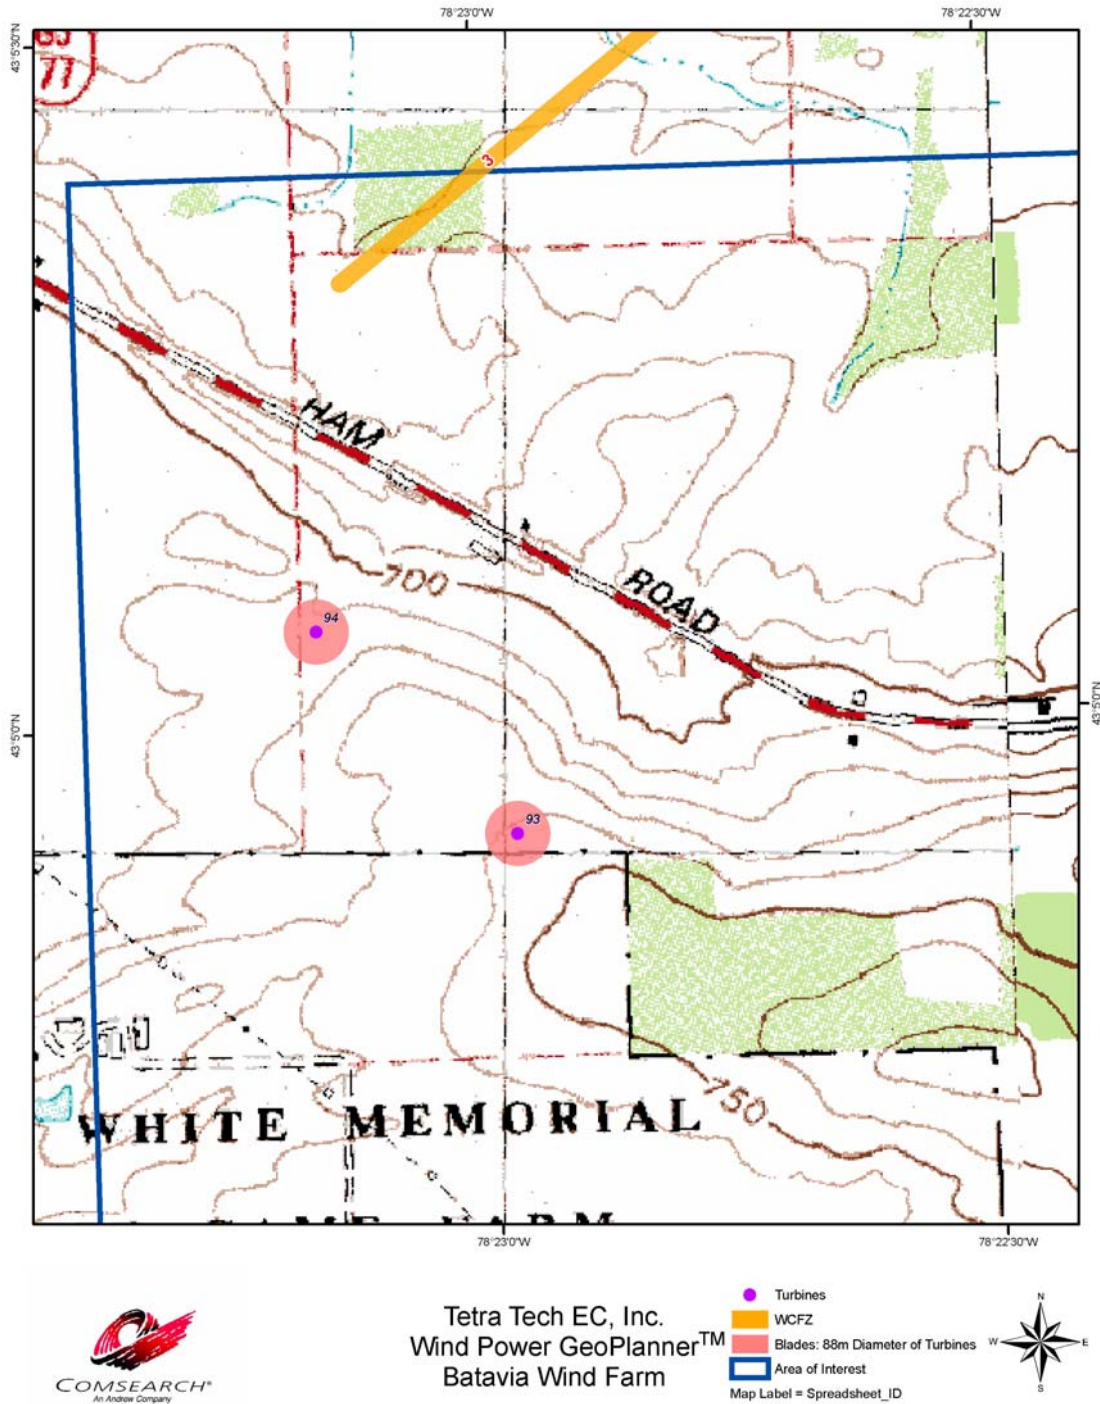 78°23'0"W
78°22'30"W
43°5'30"N
77
3
HAM
700
ROAD
94
43°5'0"N
43°5'0"N
93
750
WHITE MEMORIAL
78°23'0"W
78°22'30"W
COMSEARCH®
An Andrew Company
Tetra Tech EC, Inc.
Wind Power GeoPlanner™
Batavia Wind Farm
Turbines
WCFZ
Blades: 88m Diameter of Turbines
Area of Interest
Map Label = Spreadsheet_ID
N
W
E
S